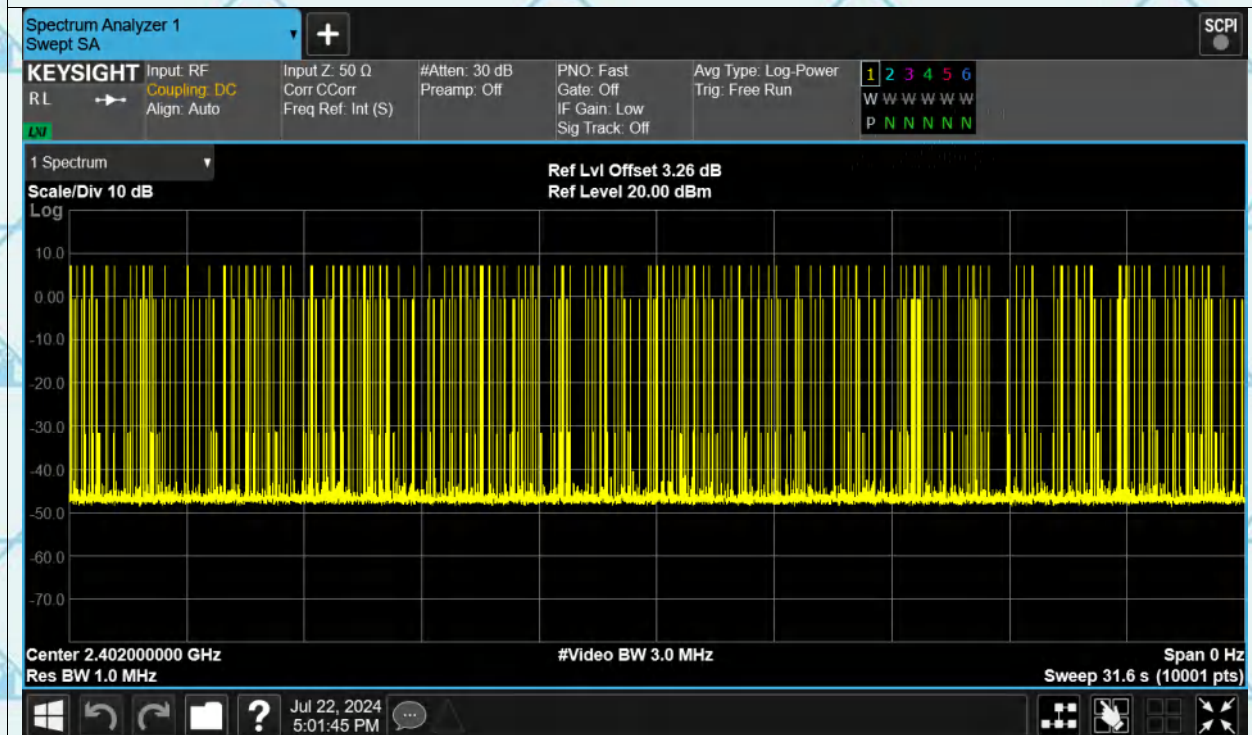 Spectrum Analyzer 1
Swept SA
+
SCPI
KEYSIGHT
RL
LXI
Input: RF
Coupling: DC
Align: Auto
Input Z: 50 Ω
Corr CCorr
Freq Ref: Int (S)
#Atten: 30 dB
Preamp: Off
PNO: Fast
Gate: Off
IF Gain: Low
Sig Track: Off
Avg Type: Log-Power
Trig: Free Run
1 2 3 4 5 6
W W W W W W
P N N N N N
1 Spectrum
Scale/Div 10 dB
Ref Lvl Offset 3.26 dB
Ref Level 20.00 dBm
Log
10.0
0.00
-10.0
-20.0
-30.0
-40.0
-50.0
-60.0
-70.0
Center 2.402000000 GHz
Res BW 1.0 MHz
#Video BW 3.0 MHz
Span 0 Hz
Sweep 31.6 s (10001 pts)
?
Jul 22, 2024
5:01:45 PM